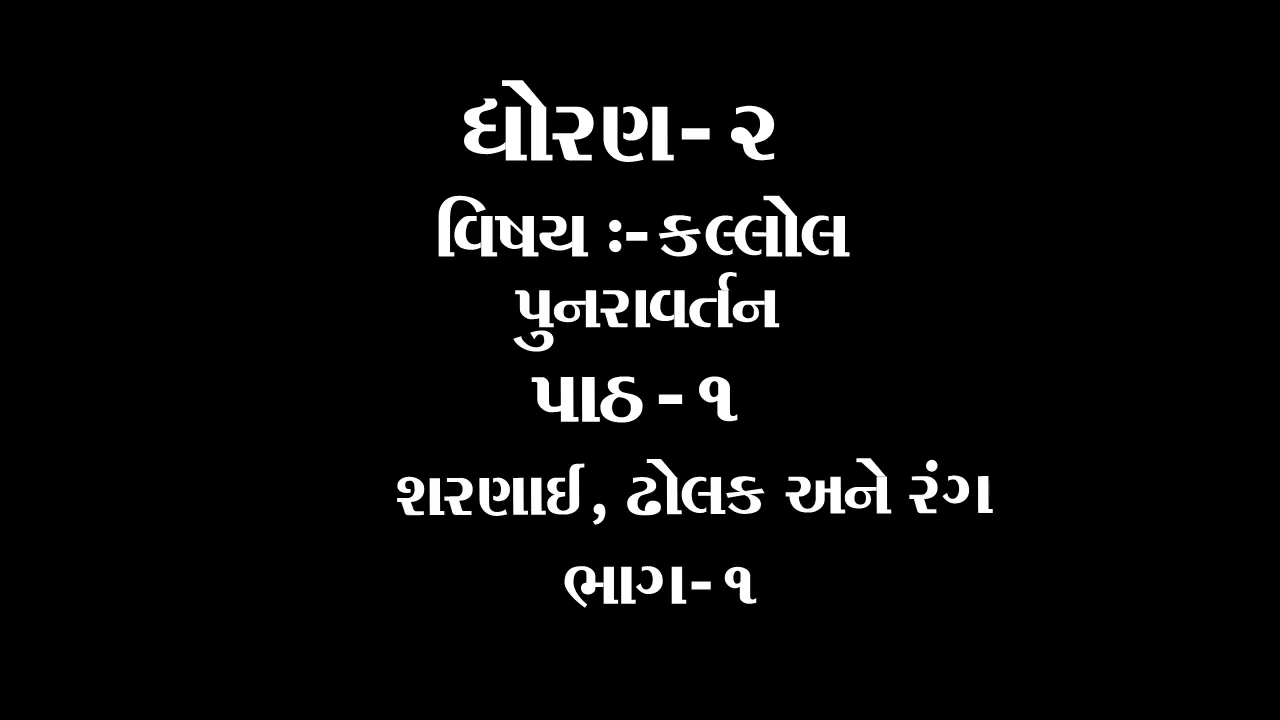 ધોરણ- ૨
વિષય :- કલ્લોલ
પુનરાવર્તન
પાઠ - ૧
શરણાઈ, ઢોલક અને રંગ
ભાગ- ૧